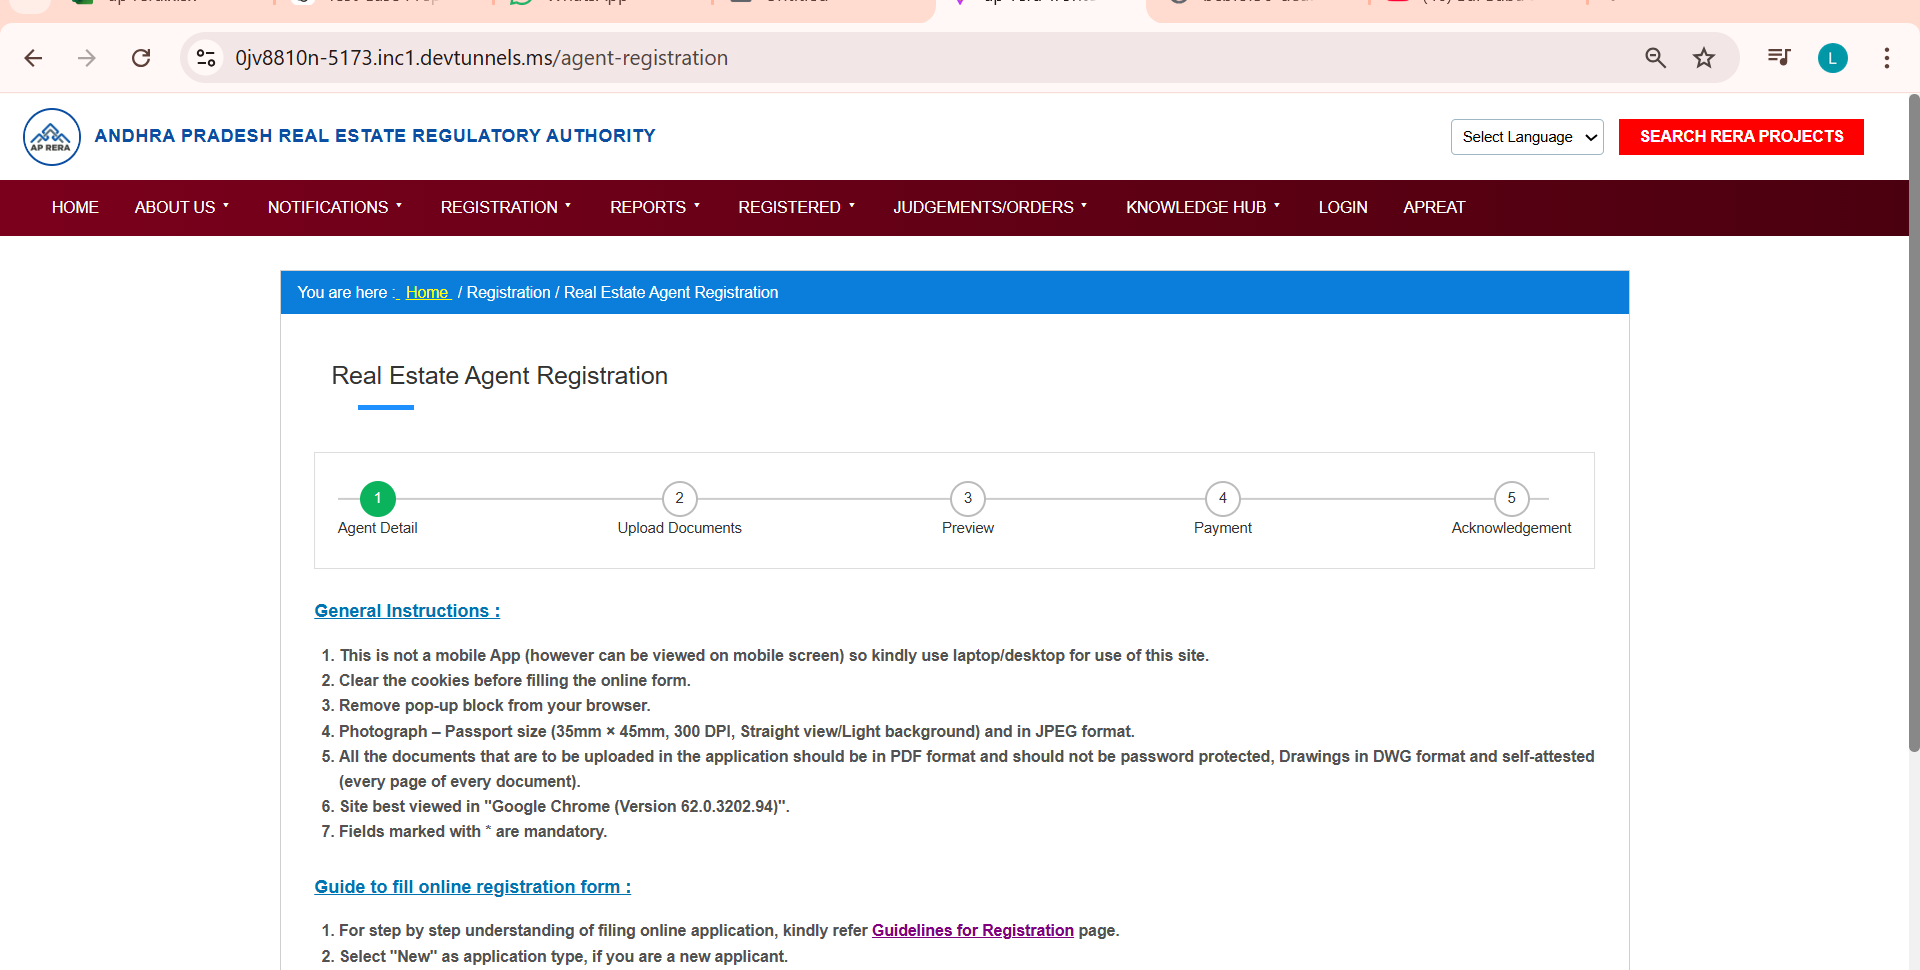 0jv8810n-5173.inc1.devtunnels.ms/agent-registration
L
AP RERA
ANDHRA PRADESH REAL ESTATE REGULATORY AUTHORITY
Select Language
SEARCH RERA PROJECTS
HOME ABOUT US NOTIFICATIONS REGISTRATION REPORTS REGISTERED JUDGEMENTS/ORDERS KNOWLEDGE HUB LOGIN APREAT
You are here : Home / Registration / Real Estate Agent Registration
Real Estate Agent Registration
1 2 3 4 5
Agent Detail Upload Documents Preview Payment Acknowledgement
General Instructions :
1. This is not a mobile App (however can be viewed on mobile screen) so kindly use laptop/desktop for use of this site.
2. Clear the cookies before filling the online form.
3. Remove pop-up block from your browser.
4. Photograph – Passport size (35mm × 45mm, 300 DPI, Straight view/Light background) and in JPEG format.
5. All the documents that are to be uploaded in the application should be in PDF format and should not be password protected, Drawings in DWG format and self-attested
(every page of every document).
6. Site best viewed in "Google Chrome (Version 62.0.3202.94)".
7. Fields marked with * are mandatory.
Guide to fill online registration form :
1. For step by step understanding of filing online application, kindly refer Guidelines for Registration page.
2. Select "New" as application type, if you are a new applicant.